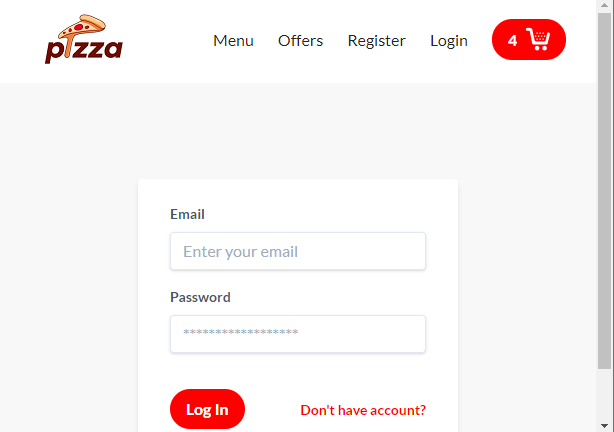 pizza
Menu Offers Register Login 4
Email
Enter your email
Password
******************
Log In Don't have account?